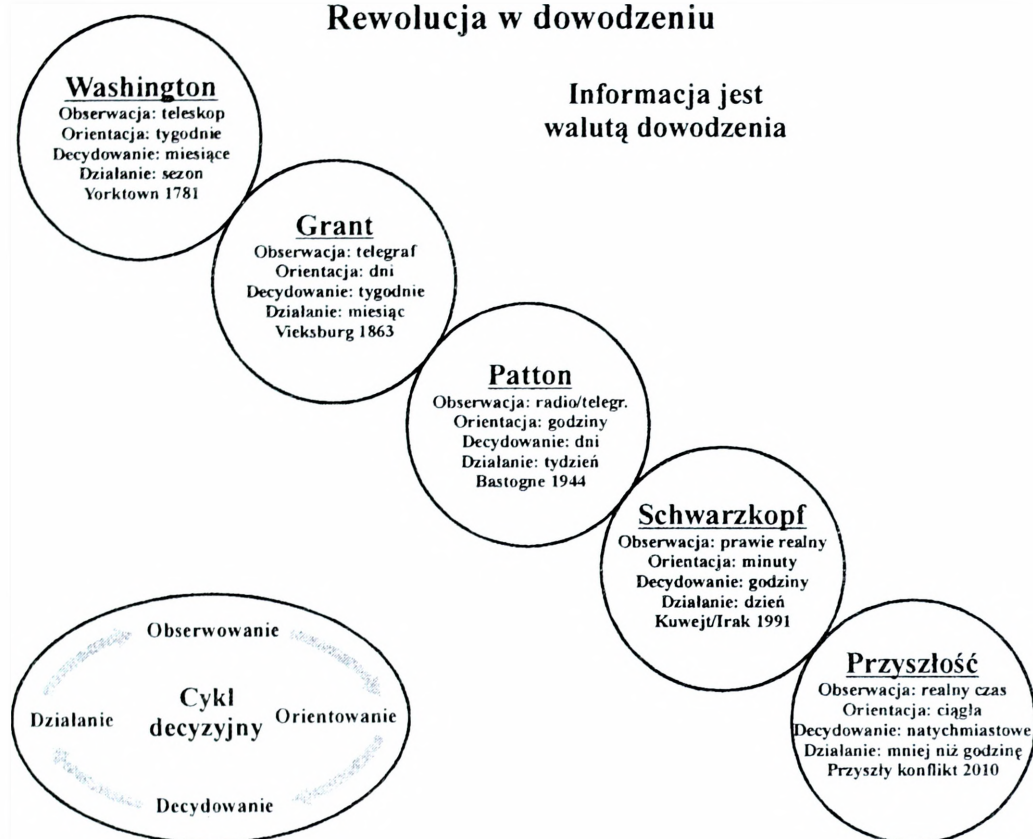 Rewolucja w dowodzeniu
Informacja jest
walutą dowodzenia
Washington
Obserwacja: teleskop
Orientacja: tygodnie
Decydowanie: miesiące
Działanie: sezon
Yorktown 1781
Grant
Obserwacja: telegraf
Orientacja: dni
Decydowanie: tygodnie
Działanie: miesiąc
Vieksburg 1863
Patton
Obserwacja: radio/telegr.
Orientacja: godziny
Decydowanie: dni
Działanie: tydzień
Bastogne 1944
Schwarzkopf
Obserwacja: prawie realny
Orientacja: minuty
Decydowanie: godziny
Działanie: dzień
Kuwejt/Irak 1991
Przyszłość
Obserwacja: realny czas
Orientacja: ciągła
Decydowanie: natychmiastowe
Działanie: mniej niż godzinę
Przyszły konflikt 2010
Obserwowanie
Cykl
decyzyjny
Działanie
Orientowanie
Decydowanie